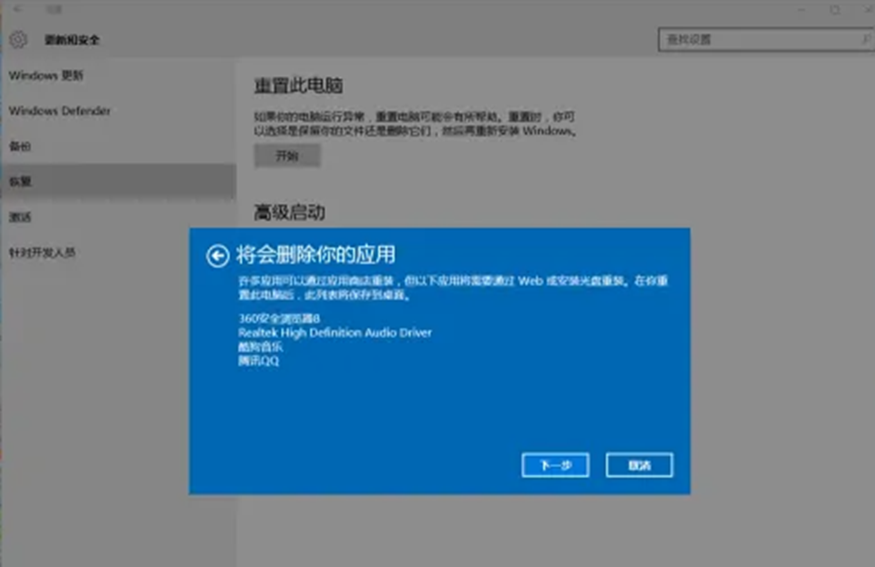 更新和安全
查找设置
Windows 更新
Windows Defender
备份
恢复
激活
针对开发人员
重置此电脑
如果你的电脑运行异常，重置电脑可能会有所帮助。重置时，你可
以选择是保留你的文件还是删除它们，然后再重新安装 Windows。
开始
高级启动
将会删除你的应用
许多应用可以通过应用商店重装，但以下应用将需要通过 Web 或安装光盘重装。在你重
置此电脑后，此列表将保存到桌面。
360安全浏览器8
Realtek High Definition Audio Driver
酷狗音乐
腾讯QQ
下一步
取消